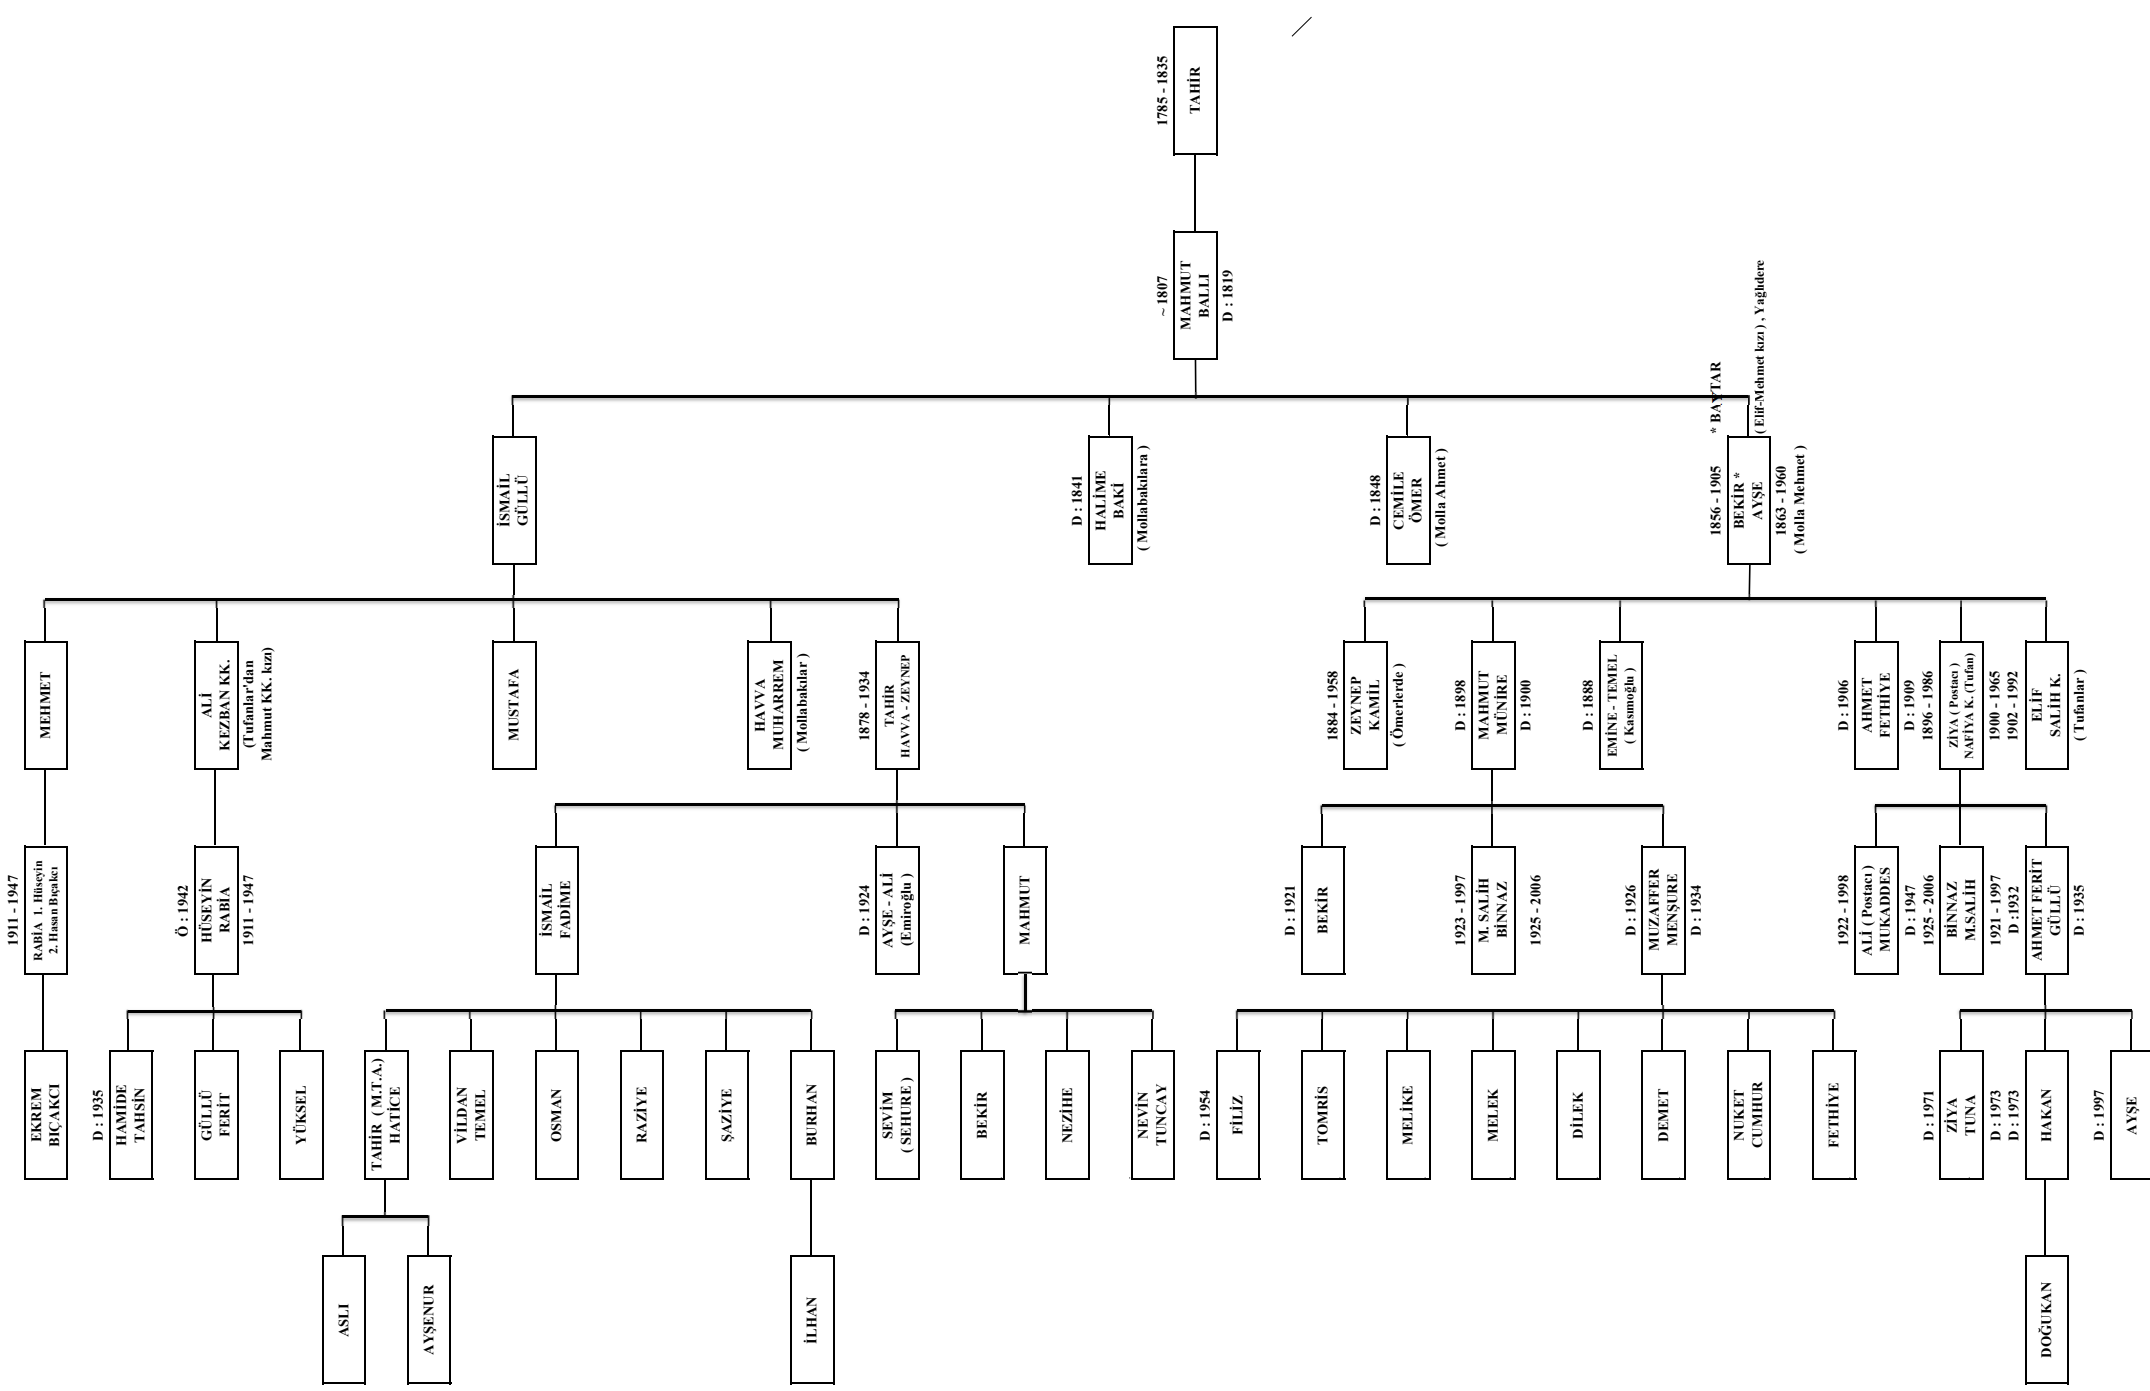 1785 - 1835
TAHİR
~ 1807
MAHMUT
BALLI
D : 1819
İSMAİL
GÜLLÜ
D : 1841
HALİME
BAKİ
( Mollabakılara )
D : 1848
CEMİLE
ÖMER
( Molla Ahmet )
1856 - 1905 * BAYTAR
BEKİR *
AYŞE
1863 - 1960 ( Elif-Mehmet kızı ) , Yağlıdere
( Molla Mehmet )
MEHMET
ALİ
KEZBAN KK.
(Tufanlar'dan
Mahmut KK. kızı)
MUSTAFA
HAVVA
MUHARREM
( Mollabakılar )
1878 - 1934
TAHİR
HAVVA - ZEYNEP
1884 - 1958
ZEYNEP
KAMİL
( Ömerlerde )
D : 1898
MAHMUT
MÜNİRE
D : 1900
D : 1888
EMİNE - TEMEL
( Kasımoğlu )
D : 1906
AHMET
FETHİYE
D : 1909
1896 - 1986
ZİYA ( Postacı )
NAFİYA K. (Tufan)
1900 - 1965
1902 - 1992
ELİF
SALİH K.
( Tufanlar )
1911 - 1947
RABİA 1. Hüseyin
2. Hasan Bıçakcı
Ö : 1942
HÜSEYİN
RABİA
1911 - 1947
İSMAİL
FADİME
D : 1924
AYŞE - ALİ
(Emiroğlu )
MAHMUT
D : 1921
BEKİR
1923 - 1997
M. SALİH
BİNNAZ
1925 - 2006
D : 1926
MUZAFFER
MENŞURE
D : 1934
1922 - 1998
ALİ ( Postacı )
MUKADDES
D : 1947
1925 - 2006
BİNNAZ
M.SALİH
1921 - 1997
D :1932
AHMET FERİT
GÜLLÜ
D : 1935
EKREM
BIÇAKCI
D : 1935
HAMİDE
TAHSİN
GÜLLÜ
FERİT
YÜKSEL
TAHİR ( M.T.A.)
HATİCE
VİLDAN
TEMEL
OSMAN
RAZİYE
ŞAZİYE
BURHAN
SEVİM
( SEHURE )
BEKİR
NEZİHE
NEVİN
TUNCAY
D : 1954
FİLİZ
TOMRİS
MELİKE
MELEK
DİLEK
DEMET
NUKET
CUMHUR
FETHİYE
D : 1971
ZİYA
TUNA
D : 1973
D : 1973
HAKAN
D : 1997
AYŞE
ASLI
AYŞENUR
İLHAN
DOĞUKAN